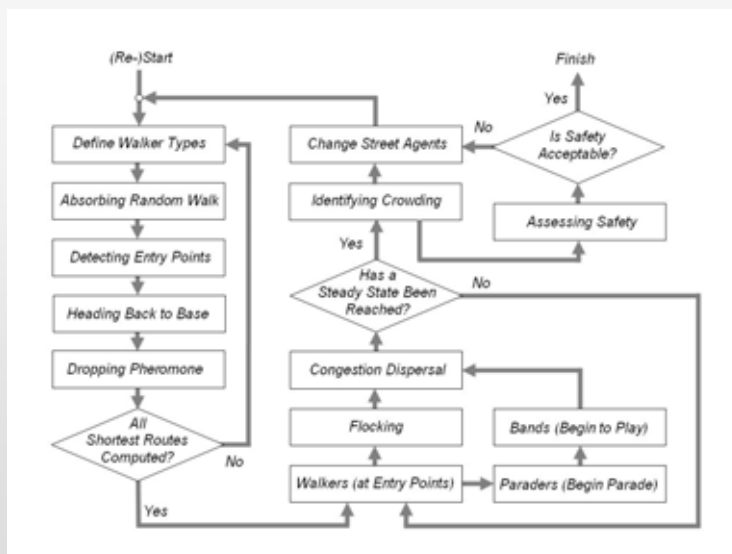 (Re-)Start
Define Walker Types
Absorbing Random Walk
Detecting Entry Points
Heading Back to Base
Dropping Pheromone
All
Shortest Routes
Computed?
No
Yes
Finish
Yes
Is Safety
Acceptable?
No
Change Street Agents
Identifying Crowding
Assessing Safety
Yes
Has a
Steady State Been
Reached?
No
Congestion Dispersal
Flocking
Bands (Begin to Play)
Walkers (at Entry Points)
Paraders (Begin Parade)